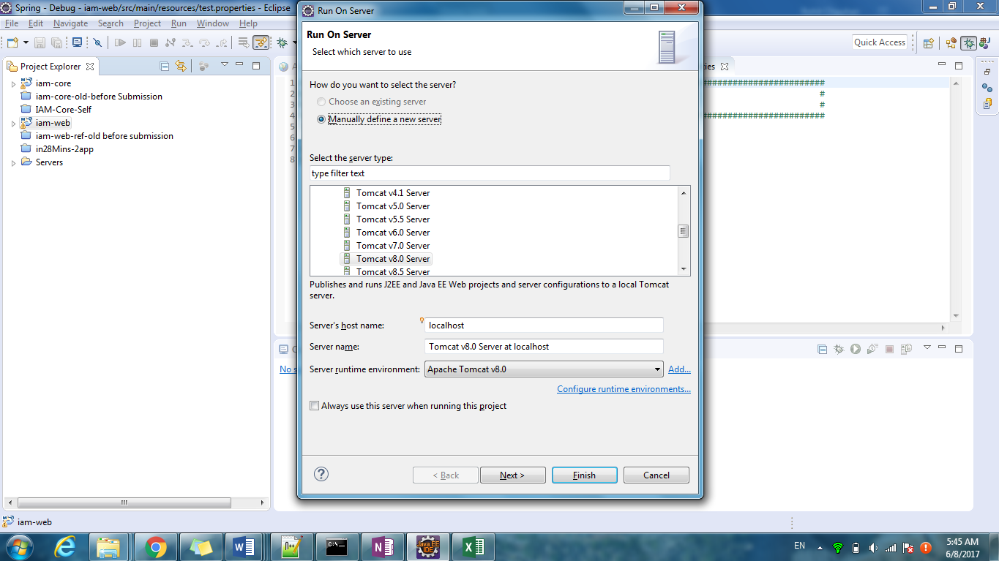 Spring - Debug - iam-web/src/main/resources/test.properties - Eclipse
File Edit Navigate Search Project Run Window Help
Quick Access
Project Explorer
iam-core
iam-core-old-before Submission
IAM-Core-Self
iam-web
iam-web-ref-old before submission
in28Mins-2app
Servers
Run On Server
Run On Server
Select which server to use
How do you want to select the server?
Choose an existing server
Manually define a new server
Select the server type:
type filter text
Tomcat v4.1 Server
Tomcat v5.0 Server
Tomcat v5.5 Server
Tomcat v6.0 Server
Tomcat v7.0 Server
Tomcat v8.0 Server
Tomcat v8.5 Server
Publishes and runs J2EE and Java EE Web projects and server configurations to a local Tomcat
server.
Server's host name: localhost
Server name: Tomcat v8.0 Server at localhost
Server runtime environment: Apache Tomcat v8.0 Add...
Configure runtime environments...
Always use this server when running this project
< Back Next > Finish Cancel
ties
1
2 #
3 #
4
5
6
7
8
No s
iam-web
EN
5:45 AM
6/8/2017
Java EE
IDE